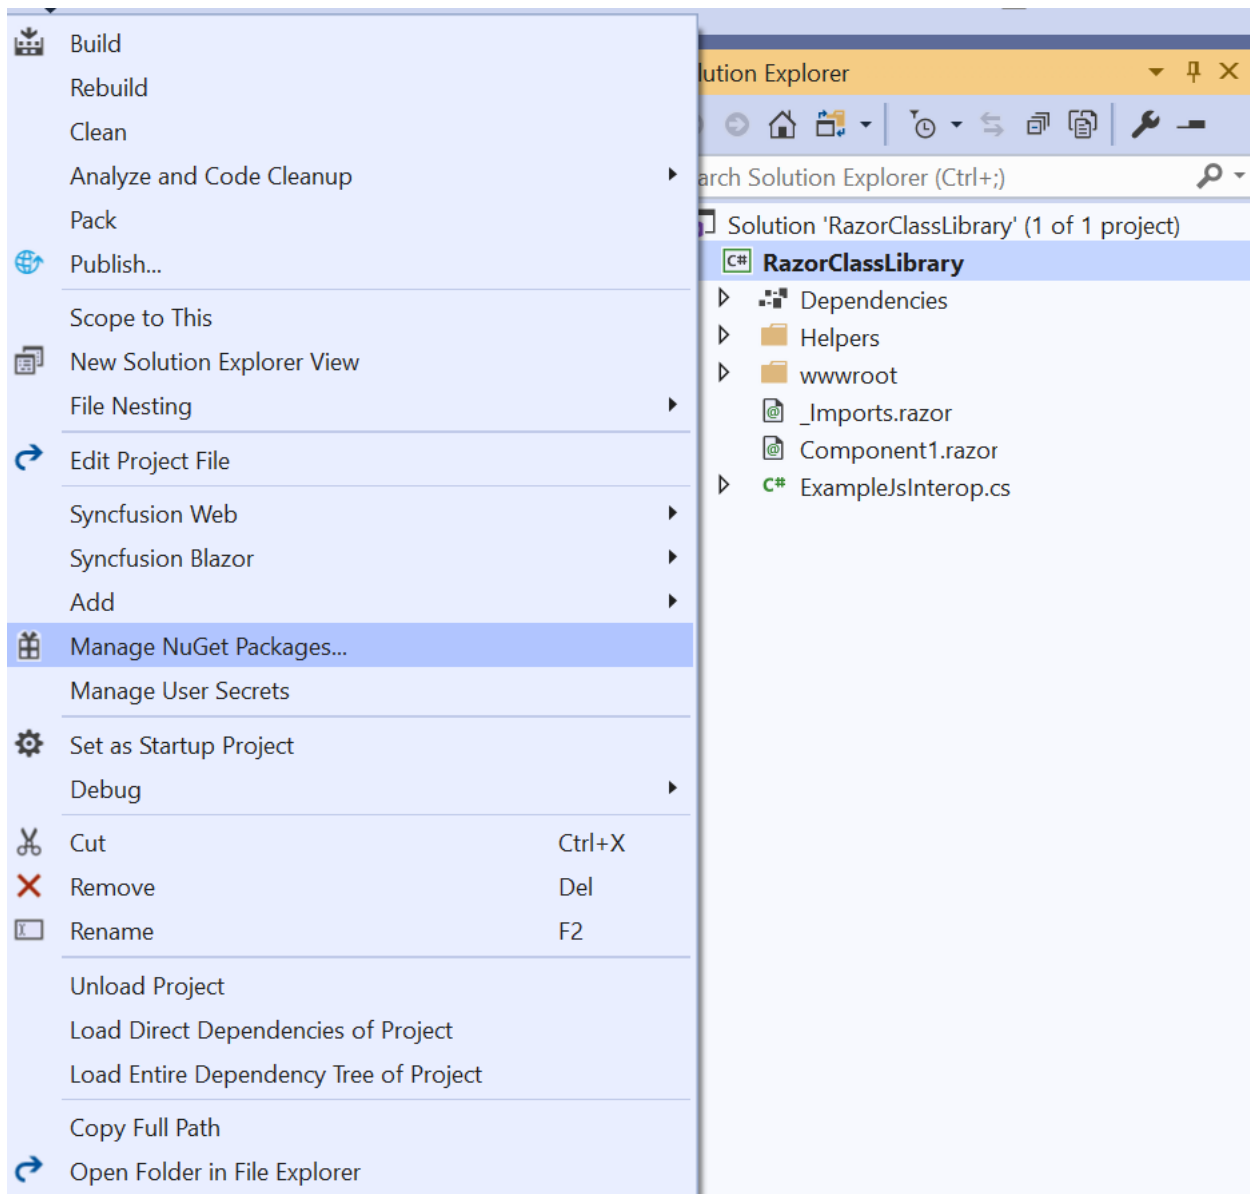 Build
Rebuild
Clean
Analyze and Code Cleanup
Pack
Publish...
Scope to This
New Solution Explorer View
File Nesting
Edit Project File
Syncfusion Web
Syncfusion Blazor
Add
Manage NuGet Packages...
Manage User Secrets
Set as Startup Project
Debug
Cut Ctrl+X
Remove Del
Rename F2
Unload Project
Load Direct Dependencies of Project
Load Entire Dependency Tree of Project
Copy Full Path
Open Folder in File Explorer
lution Explorer
arch Solution Explorer (Ctrl+;)
Solution 'RazorClassLibrary' (1 of 1 project)
C# RazorClassLibrary
Dependencies
Helpers
wwwroot
@ _Imports.razor
@ Component1.razor
C# ExampleJsInterop.cs